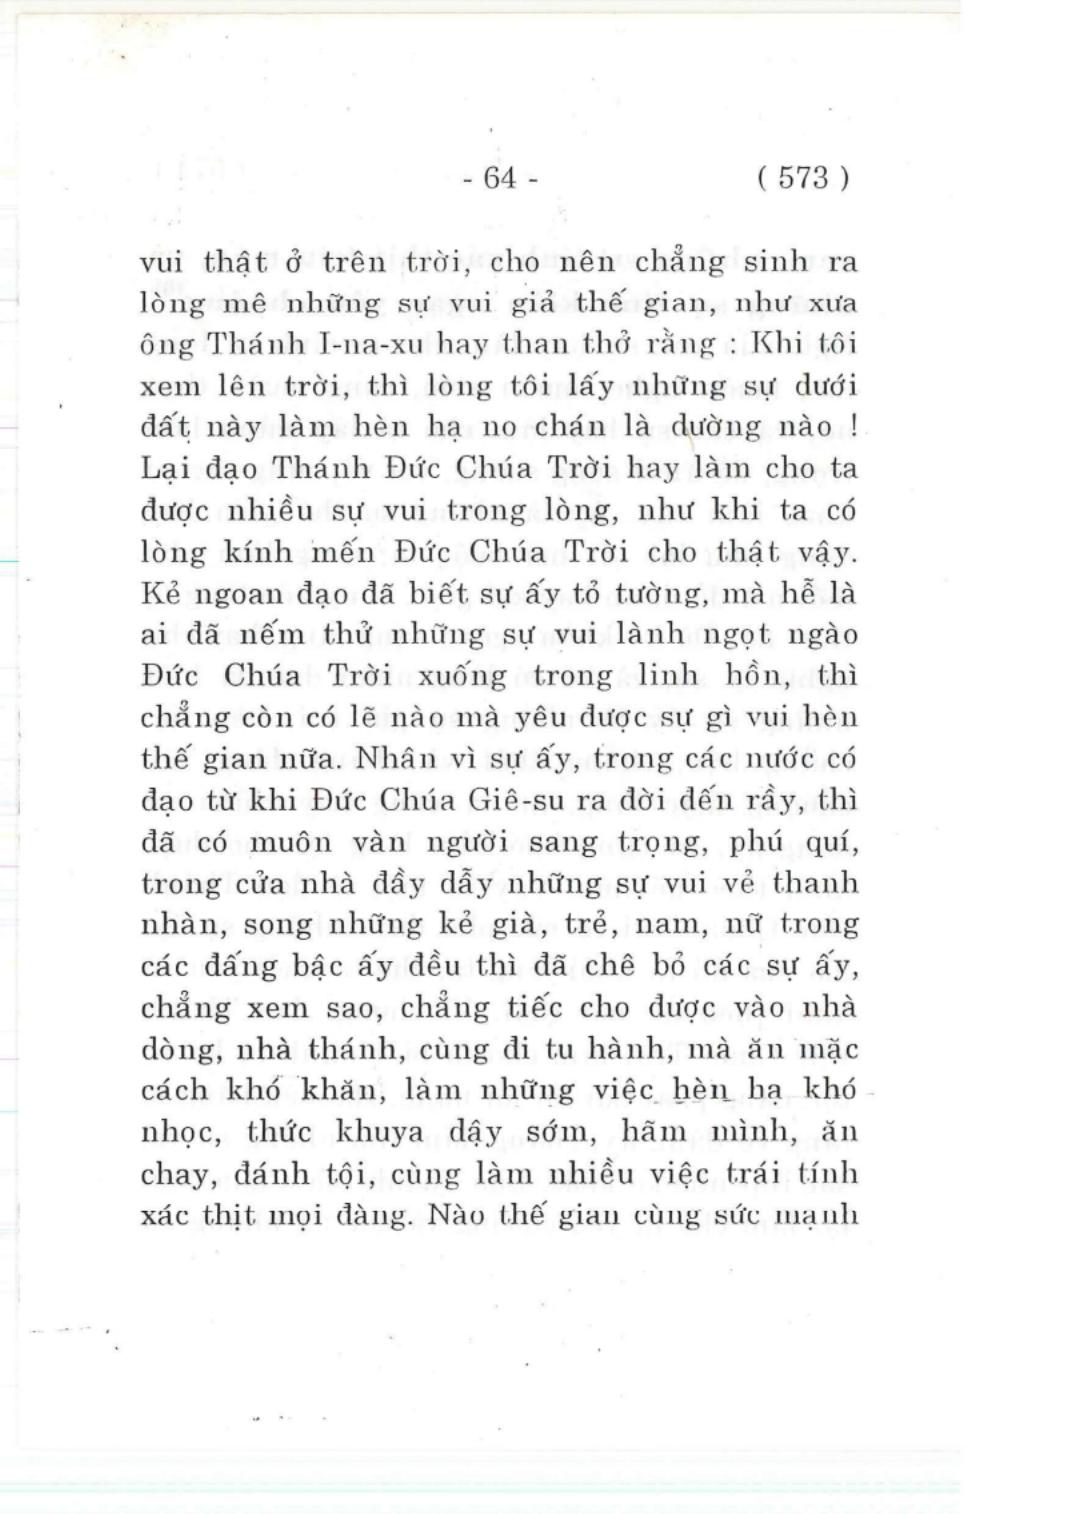 - 64 - ( 573 )
vui thật ở trên trời, cho nên chẳng sinh ra
lòng mê những sự vui giả thế gian, như xưa
ông Thánh I-na-xu hay than thở rằng : Khi tôi
xem lên trời, thì lòng tôi lấy những sự dưới
đất này làm hèn hạ no chán là dường nào !
Lại đạo Thánh Đức Chúa Trời hay làm cho ta
được nhiều sự vui trong lòng, như khi ta có
lòng kính mến Đức Chúa Trời cho thật vậy.
Kẻ ngoan đạo đã biết sự ấy tỏ tường, mà hễ là
ai đã nếm thử những sự vui lành ngọt ngào
Đức Chúa Trời xuống trong linh hồn, thì
chẳng còn có lẽ nào mà yêu được sự gì vui hèn
thế gian nữa. Nhân vì sự ấy, trong các nước có
đạo từ khi Đức Chúa Giê-su ra đời đến rầy, thì
đã có muôn vàn người sang trọng, phú quí,
trong cửa nhà đầy dẫy những sự vui vẻ thanh
nhàn, song những kẻ già, trẻ, nam, nữ trong
các đấng bậc ấy đều thì đã chê bỏ các sự ấy,
chẳng xem sao, chẳng tiếc cho được vào nhà
dòng, nhà thánh, cùng đi tu hành, mà ăn mặc
cách khó khăn, làm những việc hèn hạ khó
nhọc, thức khuya dậy sớm, hãm mình, ăn
chay, đánh tội, cùng làm nhiều việc trái tính
xác thịt mọi đàng. Nào thế gian cùng sức mạnh